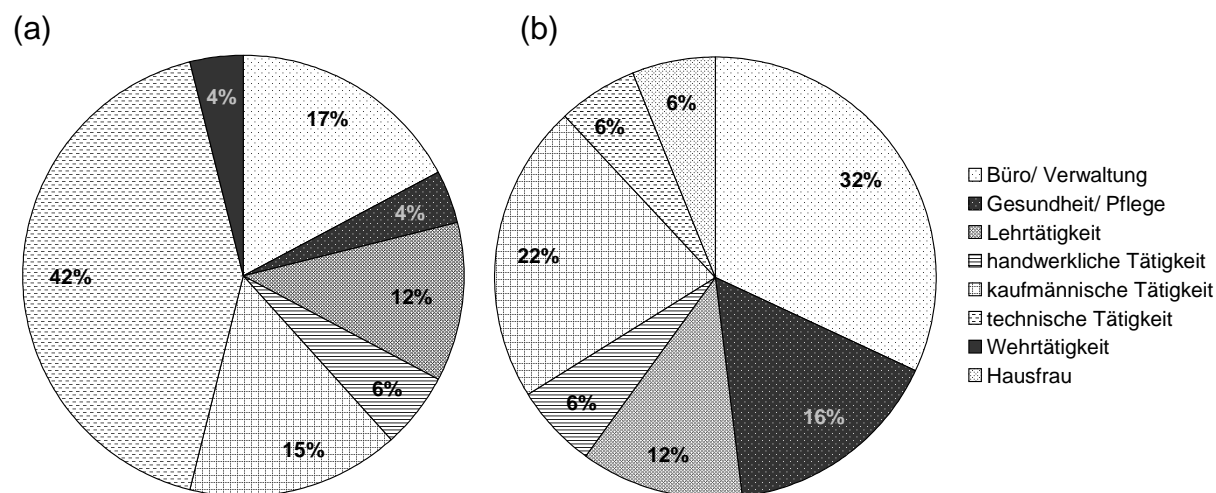 (a)
(b)
4%
17%
4%
12%
6%
15%
42%
6%
6%
32%
16%
12%
6%
22%
Büro/ Verwaltung
Gesundheit/ Pflege
Lehrtätigkeit
handwerkliche Tätigkeit
kaufmännische Tätigkeit
technische Tätigkeit
Wehrtätigkeit
Hausfrau